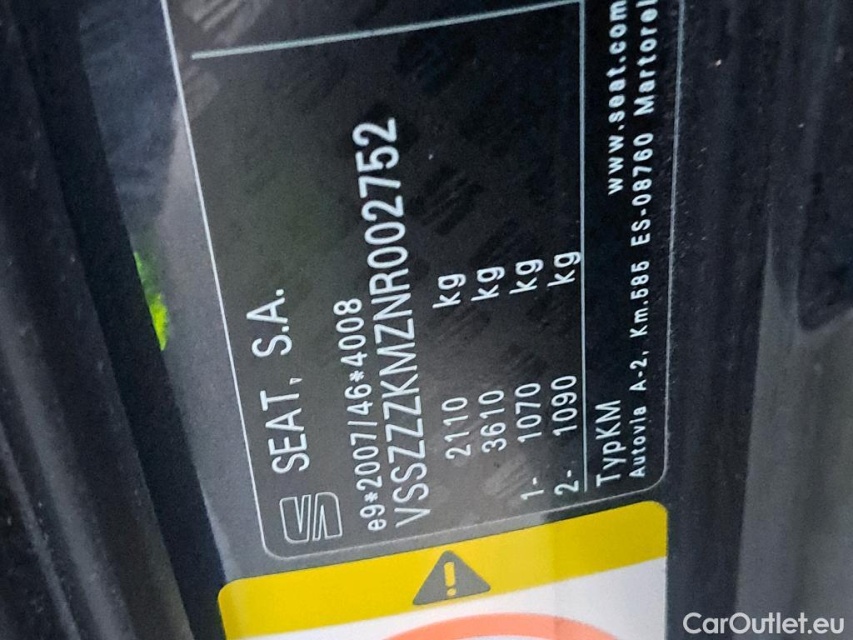 SEAT, S.A.
e9*2007/46*4008
VSSZZZKMZNR002752
2110 kg
3610 kg
1- 1070 kg
2- 1090 kg
TypKM
www.seat.com
Autovia A-2, Km.585 ES-08760 Martorel
CarOutlet.eu